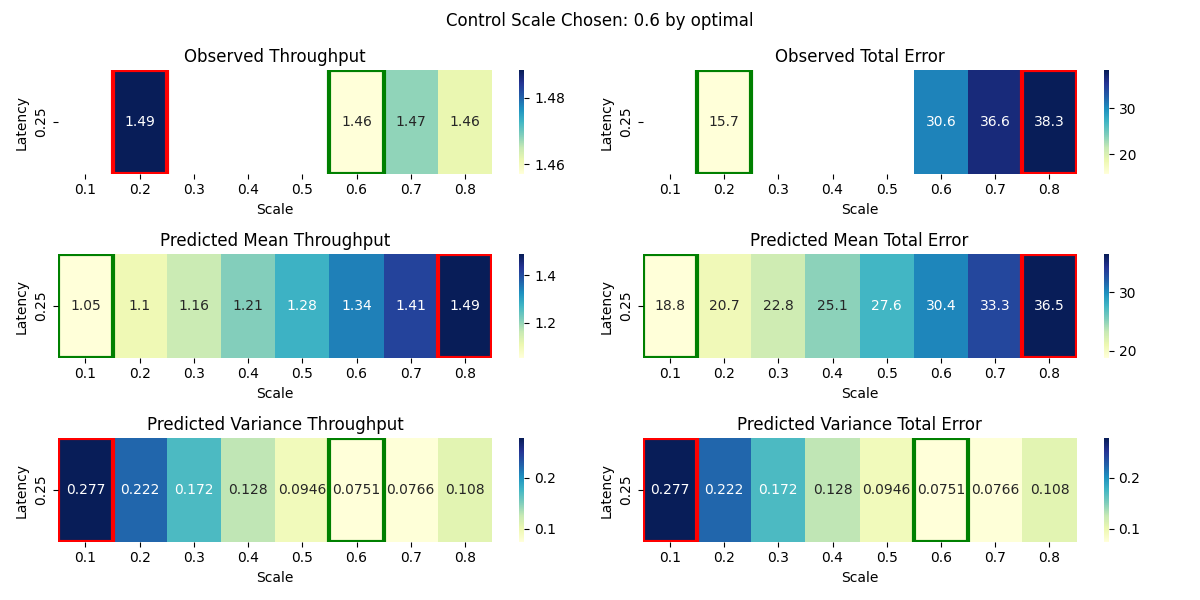 Control Scale Chosen: 0.6 by optimal
Observed Throughput
Latency
0.25
1.49 1.46 1.47 1.46
0.1 0.2 0.3 0.4 0.5 0.6 0.7 0.8
Scale
1.48
1.46
Observed Total Error
Latency
0.25
15.7 30.6 36.6 38.3
0.1 0.2 0.3 0.4 0.5 0.6 0.7 0.8
Scale
30
20
Predicted Mean Throughput
Latency
0.25
1.05 1.1 1.16 1.21 1.28 1.34 1.41 1.49
0.1 0.2 0.3 0.4 0.5 0.6 0.7 0.8
Scale
1.4
1.2
Predicted Mean Total Error
Latency
0.25
18.8 20.7 22.8 25.1 27.6 30.4 33.3 36.5
0.1 0.2 0.3 0.4 0.5 0.6 0.7 0.8
Scale
30
20
Predicted Variance Throughput
Latency
0.25
0.277 0.222 0.172 0.128 0.0946 0.0751 0.0766 0.108
0.1 0.2 0.3 0.4 0.5 0.6 0.7 0.8
Scale
0.2
0.1
Predicted Variance Total Error
Latency
0.25
0.277 0.222 0.172 0.128 0.0946 0.0751 0.0766 0.108
0.1 0.2 0.3 0.4 0.5 0.6 0.7 0.8
Scale
0.2
0.1